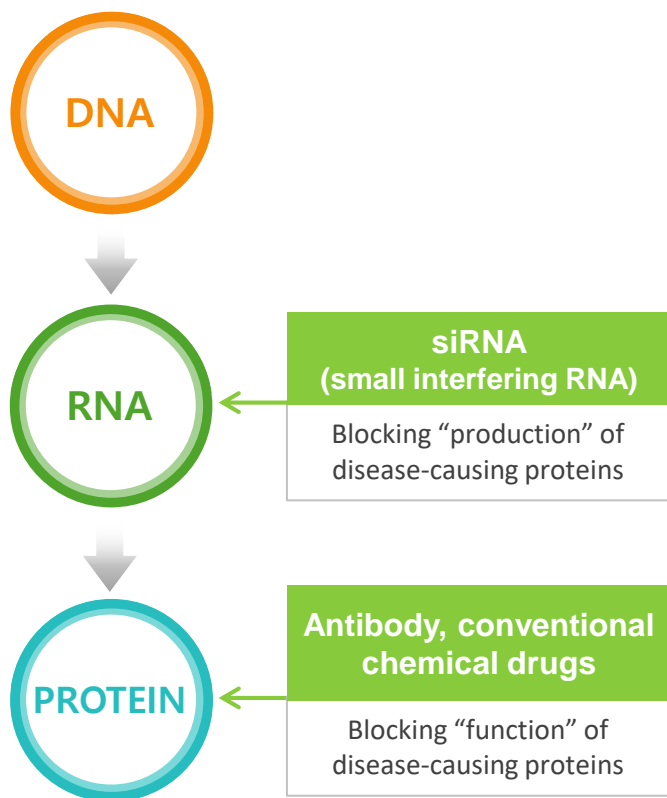 DNA
RNA
siRNA
(small interfering RNA)
Blocking “production” of
disease-causing proteins
PROTEIN
Antibody, conventional
chemical drugs
Blocking “function” of
disease-causing proteins